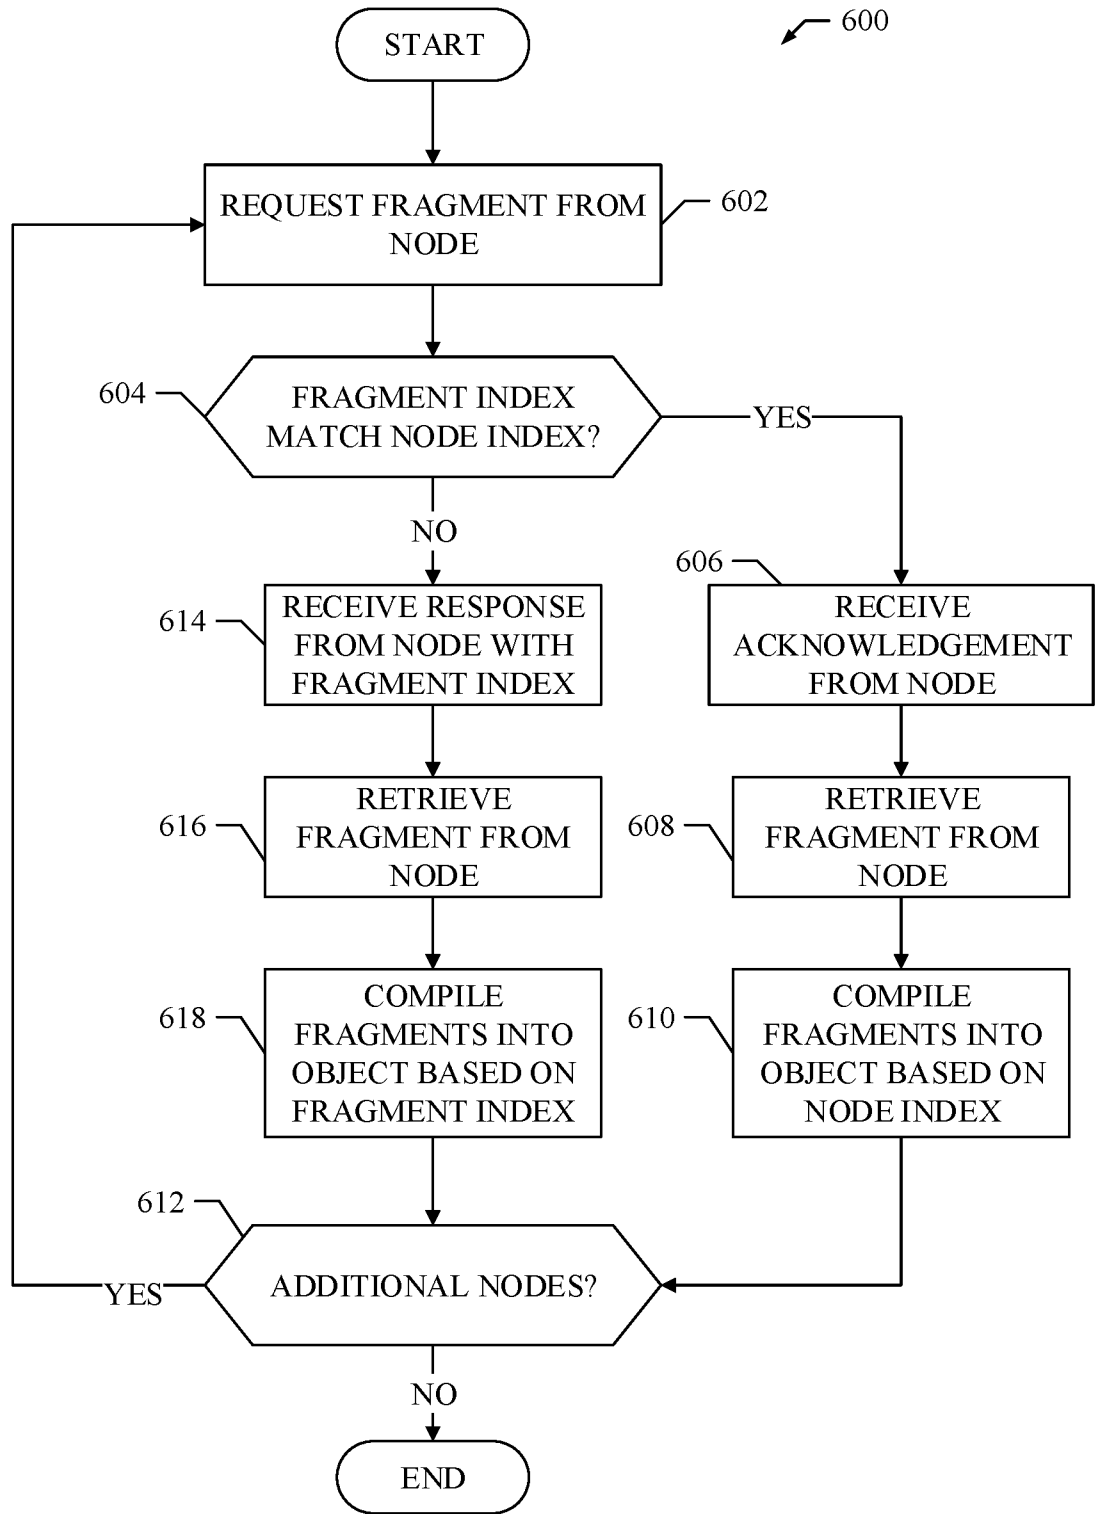 START
600
REQUEST FRAGMENT FROM
NODE
602
604
FRAGMENT INDEX
MATCH NODE INDEX?
YES
NO
606
614
RECEIVE RESPONSE
FROM NODE WITH
FRAGMENT INDEX
RECEIVE
ACKNOWLEDGEMENT
FROM NODE
616
RETRIEVE
FRAGMENT FROM
NODE
608
RETRIEVE
FRAGMENT FROM
NODE
618
COMPILE
FRAGMENTS INTO
OBJECT BASED ON
FRAGMENT INDEX
610
COMPILE
FRAGMENTS INTO
OBJECT BASED ON
NODE INDEX
612
ADDITIONAL NODES?
YES
NO
END